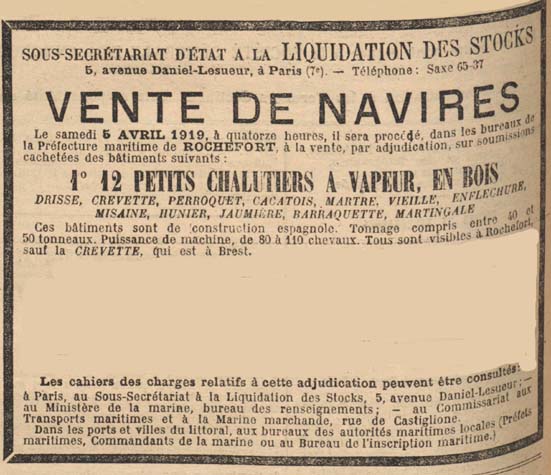 SOUS-SECRÉTARIAT D'ÉTAT A LA LIQUIDATION DES STOCKS
5, avenue Daniel-Lesueur, à Paris (7e). — Téléphone: Saxe 65-37
VENTE DE NAVIRES
Le samedi 5 AVRIL 1919, à quatorze heures, il sera procédé, dans les bureaux de
la Préfecture maritime de ROCHEFORT, à la vente, par adjudication, sur soumissions
cachetées des bâtiments suivants :
1° 12 PETITS CHALUTIERS A VAPEUR, EN BOIS
DRISSE, CREVETTE, PERROQUET, CACATOIS, MARTRE, VIEILLE, ENFLECHURE,
MISAINE, HUNIER, JAUMIÈRE, BARRAQUETTE, MARTINGALE
Ces bâtiments sont de construction espagnole. Tonnage compris entre 40 et
50 tonneaux. Puissance de machine, de 80 à 110 chevaux. Tous sont visibles à Rochefort,
sauf la CREVETTE, qui est à Brest.
Les cahiers des charges relatifs à cette adjudication peuvent être consultés:
à Paris, au Sous-Secrétariat à la Liquidation des Stocks, 5, avenue Daniel-Lesueur; —
au Ministère de la marine, bureau des renseignements; — au Commissariat aux
Transports maritimes et à la Marine marchande, rue de Castiglione.
Dans les ports et villes du littoral, aux bureaux des autorités maritimes locales (Préfets
maritimes, Commandants de la marine ou au Bureau de l'inscription maritime.)